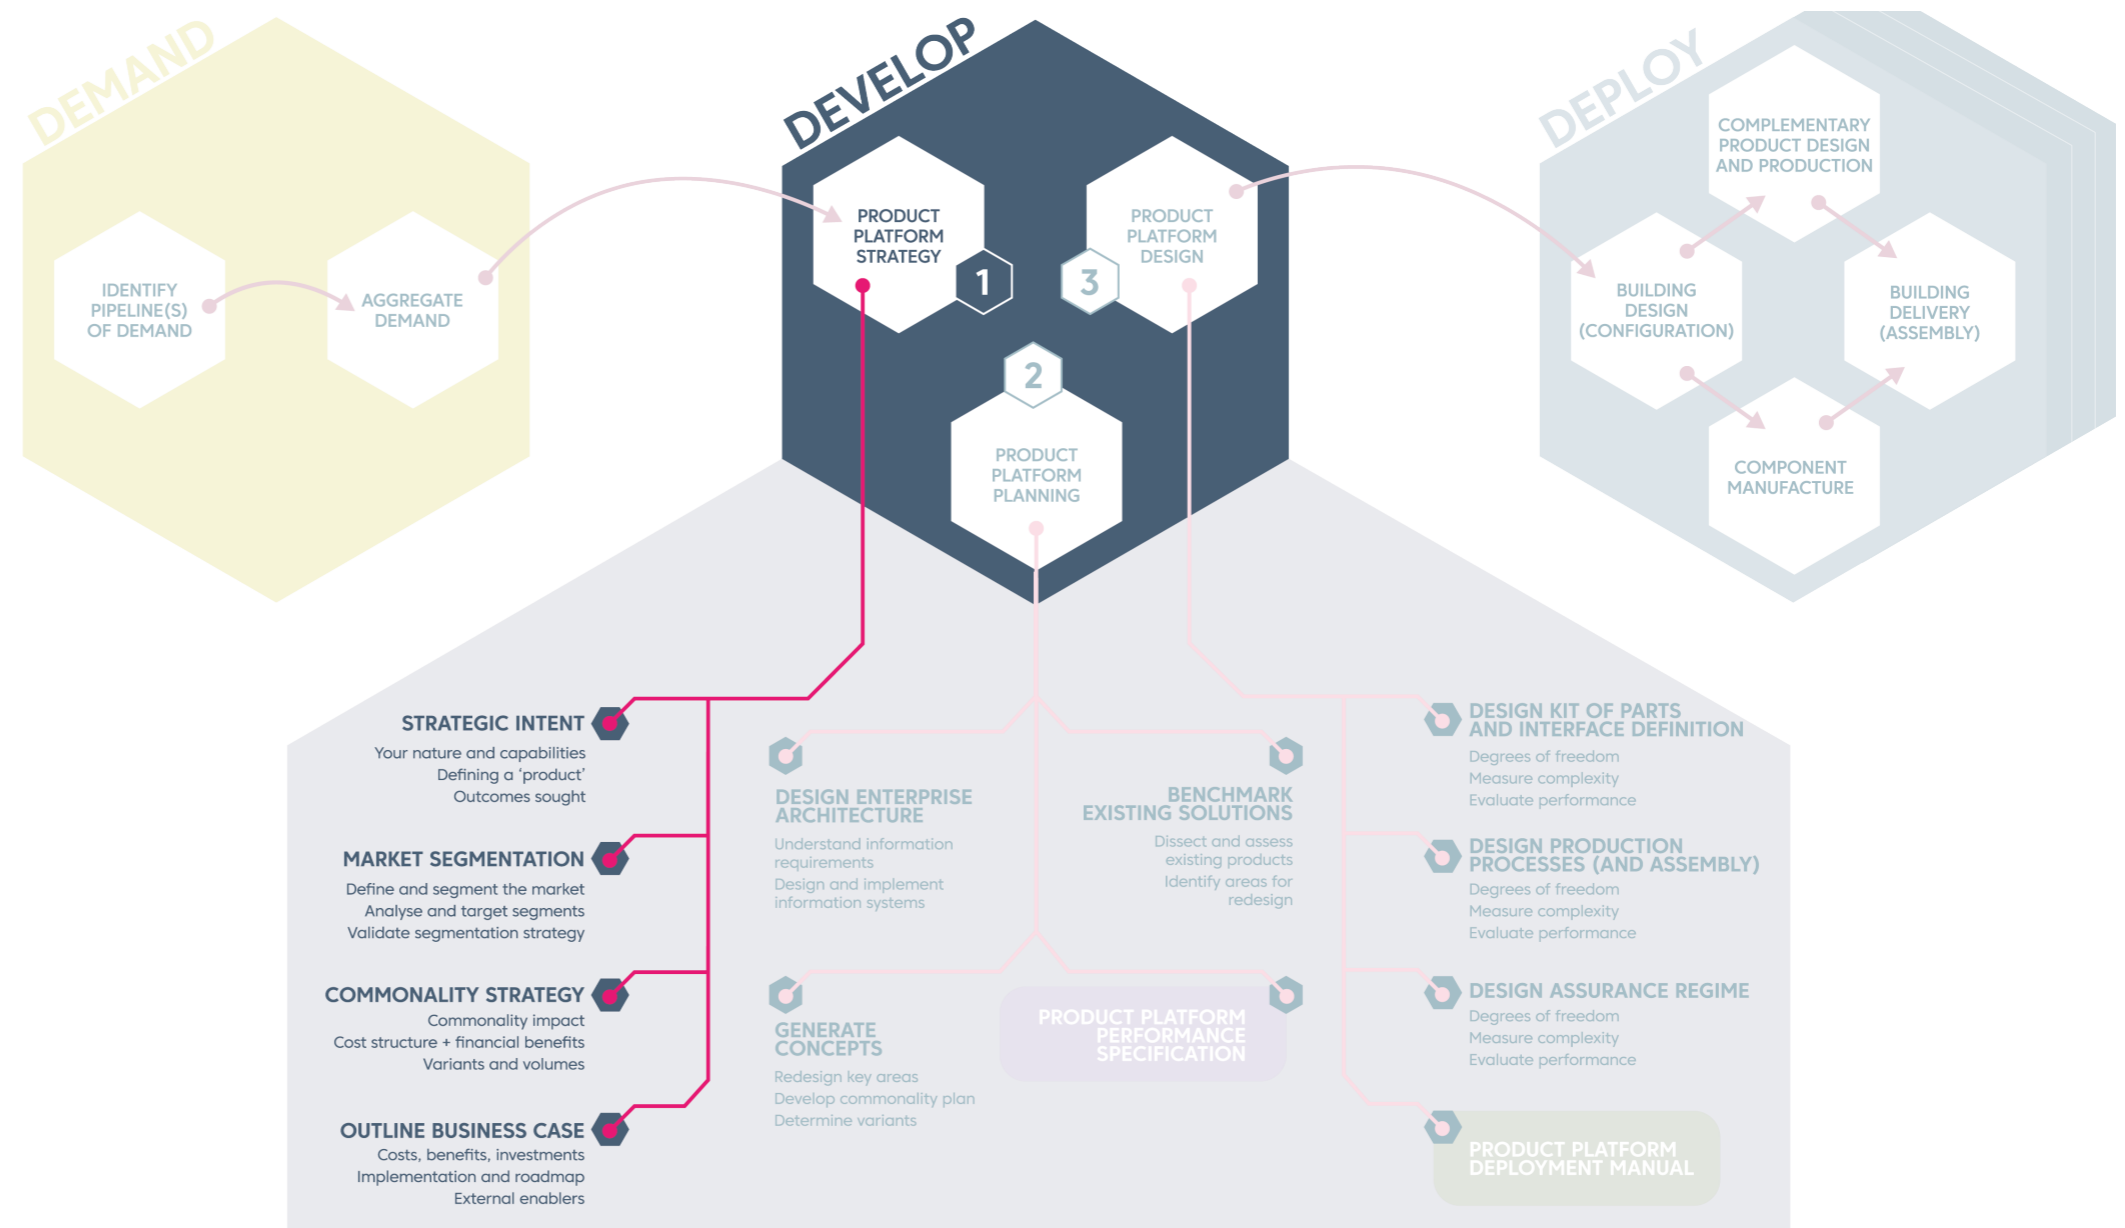 DEMAND
IDENTIFY
PIPELINE(S)
OF DEMAND
AGGREGATE
DEMAND
DEVELOP
PRODUCT
PLATFORM
STRATEGY
1
PRODUCT
PLATFORM
DESIGN
3
2
PRODUCT
PLATFORM
PLANNING
DEPLOY
COMPLEMENTARY
PRODUCT DESIGN
AND PRODUCTION
BUILDING
DESIGN
(CONFIGURATION)
BUILDING
DELIVERY
(ASSEMBLY)
COMPONENT
MANUFACTURE
STRATEGIC INTENT
Your nature and capabilities
Defining a ‘product’
Outcomes sought
MARKET SEGMENTATION
Define and segment the market
Analyse and target segments
Validate segmentation strategy
COMMONALITY STRATEGY
Commonality impact
Cost structure + financial benefits
Variants and volumes
OUTLINE BUSINESS CASE
Costs, benefits, investments
Implementation and roadmap
External enablers
DESIGN ENTERPRISE
ARCHITECTURE
Understand information
requirements
Design and implement
information systems
BENCHMARK
EXISTING SOLUTIONS
Dissect and assess
existing products
Identify areas for
redesign
GENERATE
CONCEPTS
Redesign key areas
Develop commonality plan
Determine variants
PRODUCT PLATFORM
PERFORMANCE
SPECIFICATION
DESIGN KIT OF PARTS
AND INTERFACE DEFINITION
Degrees of freedom
Measure complexity
Evaluate performance
DESIGN PRODUCTION
PROCESSES (AND ASSEMBLY)
Degrees of freedom
Measure complexity
Evaluate performance
DESIGN ASSURANCE REGIME
Degrees of freedom
Measure complexity
Evaluate performance
PRODUCT PLATFORM
DEPLOYMENT MANUAL